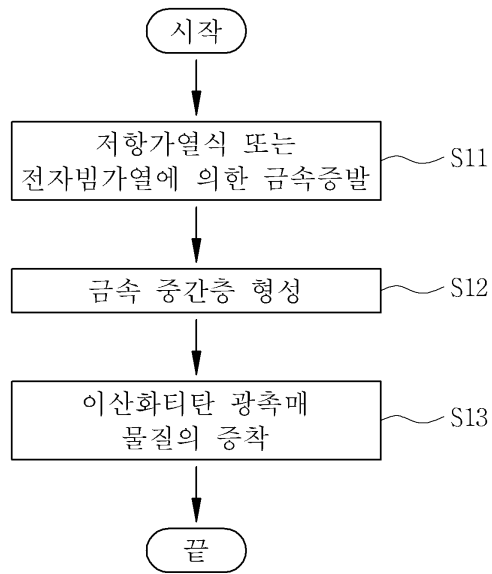 시작
저항가열식 또는
전자빔가열에 의한 금속증발
S11
금속 중간층 형성
S12
이산화티탄 광촉매
물질의 증착
S13
끝